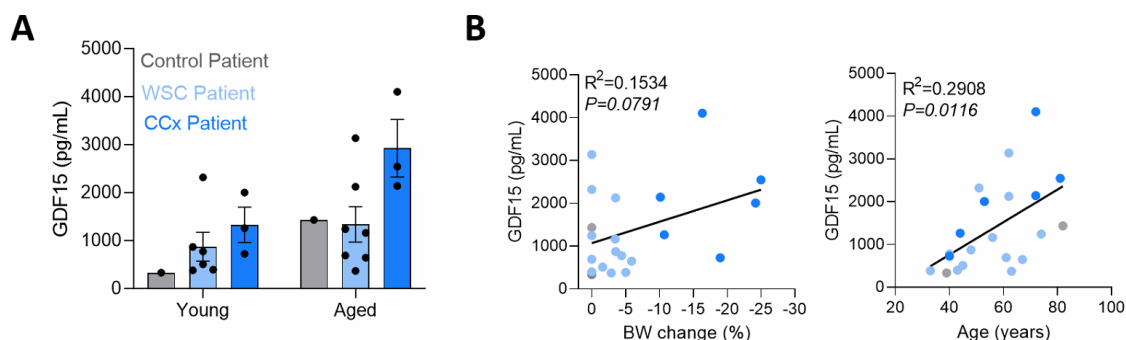 A
GDF15 (pg/mL)
5000
4000
3000
2000
1000
0
Control Patient
WSC Patient
CCx Patient
Young
Aged
B
GDF15 (pg/mL)
5000
4000
3000
2000
1000
0
R²=0.1534
P=0.0791
0
-5
-10
-15
-20
-25
-30
BW change (%)
GDF15 (pg/mL)
5000
4000
3000
2000
1000
0
R²=0.2908
P=0.0116
20
40
60
80
100
Age (years)